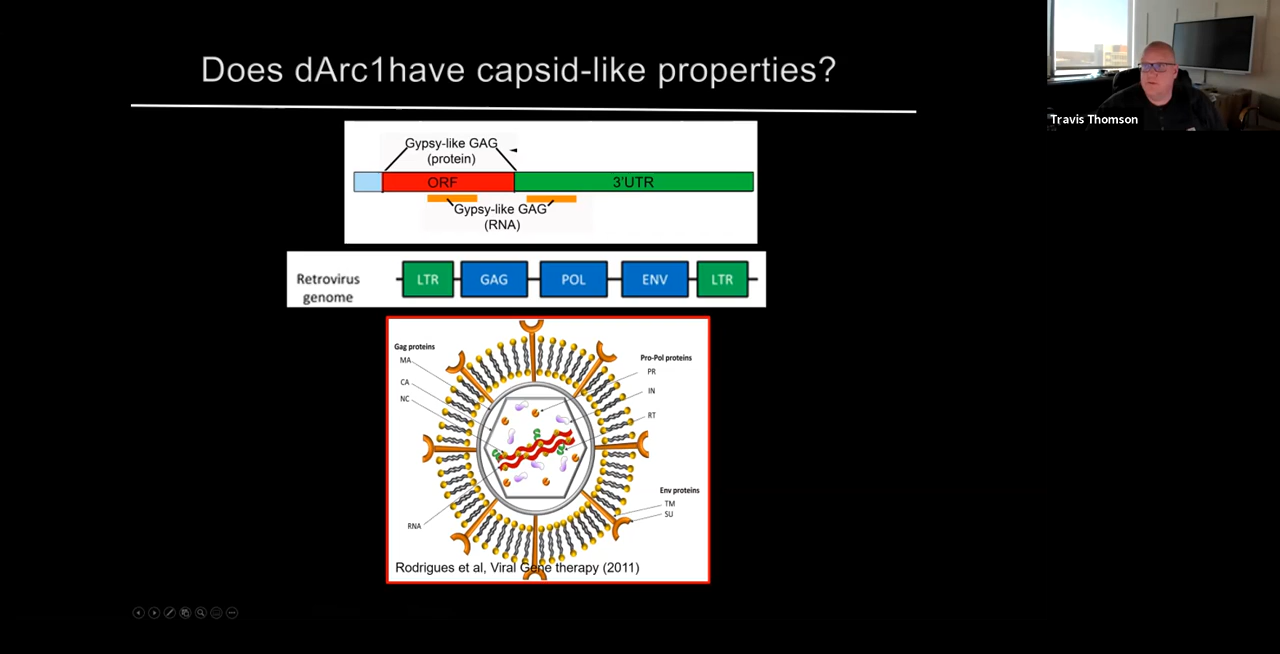 Does dArc1have capsid-like properties?
Travis Thomson
Gypsy-like GAG
(protein)
ORF
3'UTR
Gypsy-like GAG
(RNA)
Retrovirus
genome
LTR
GAG
POL
ENV
LTR
Gag proteins
MA
CA
NC
Pro-Pol proteins
PR
IN
RT
Env proteins
TM
SU
RNA
Rodrigues et al, Viral Gene therapy (2011)